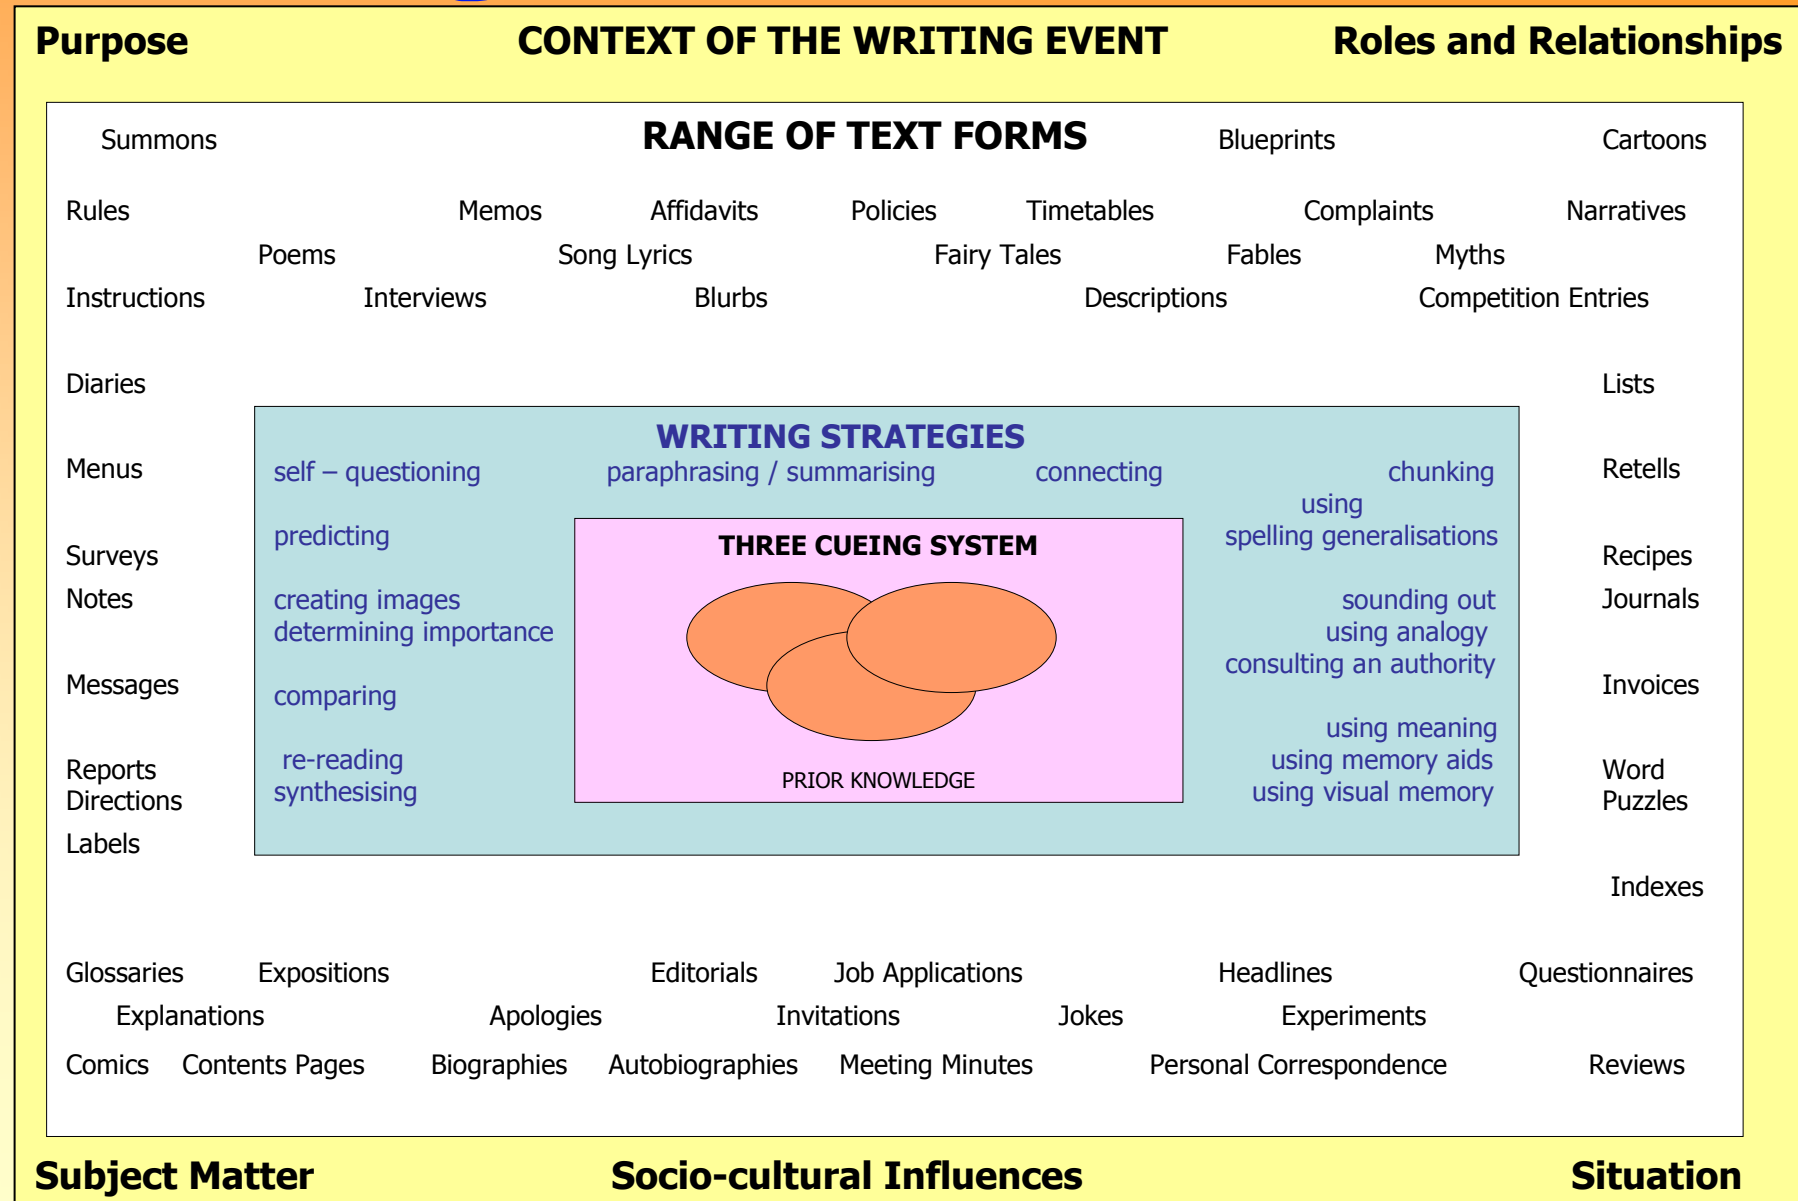 Purpose CONTEXT OF THE WRITING EVENT Roles and Relationships
RANGE OF TEXT FORMS
Summons Blueprints Cartoons
Rules Memos Affidavits Policies Timetables Complaints Narratives
Poems Song Lyrics Fairy Tales Fables Myths
Instructions Interviews Blurbs Descriptions Competition Entries
Diaries Lists
WRITING STRATEGIES
Menus self – questioning paraphrasing / summarising connecting chunking Retells
using
predicting spelling generalisations
THREE CUEING SYSTEM
Surveys Recipes
Notes creating images sounding out Journals
determining importance using analogy
consulting an authority
Messages comparing Invoices
using meaning
re-reading using memory aids
Reports Word
PRIOR KNOWLEDGE
synthesising using visual memory
Directions Puzzles
Labels
Indexes
Glossaries Expositions Editorials Job Applications Headlines Questionnaires
Explanations Apologies Invitations Jokes Experiments
Comics Contents Pages Biographies Autobiographies Meeting Minutes Personal Correspondence Reviews
Subject Matter Socio-cultural Influences Situation